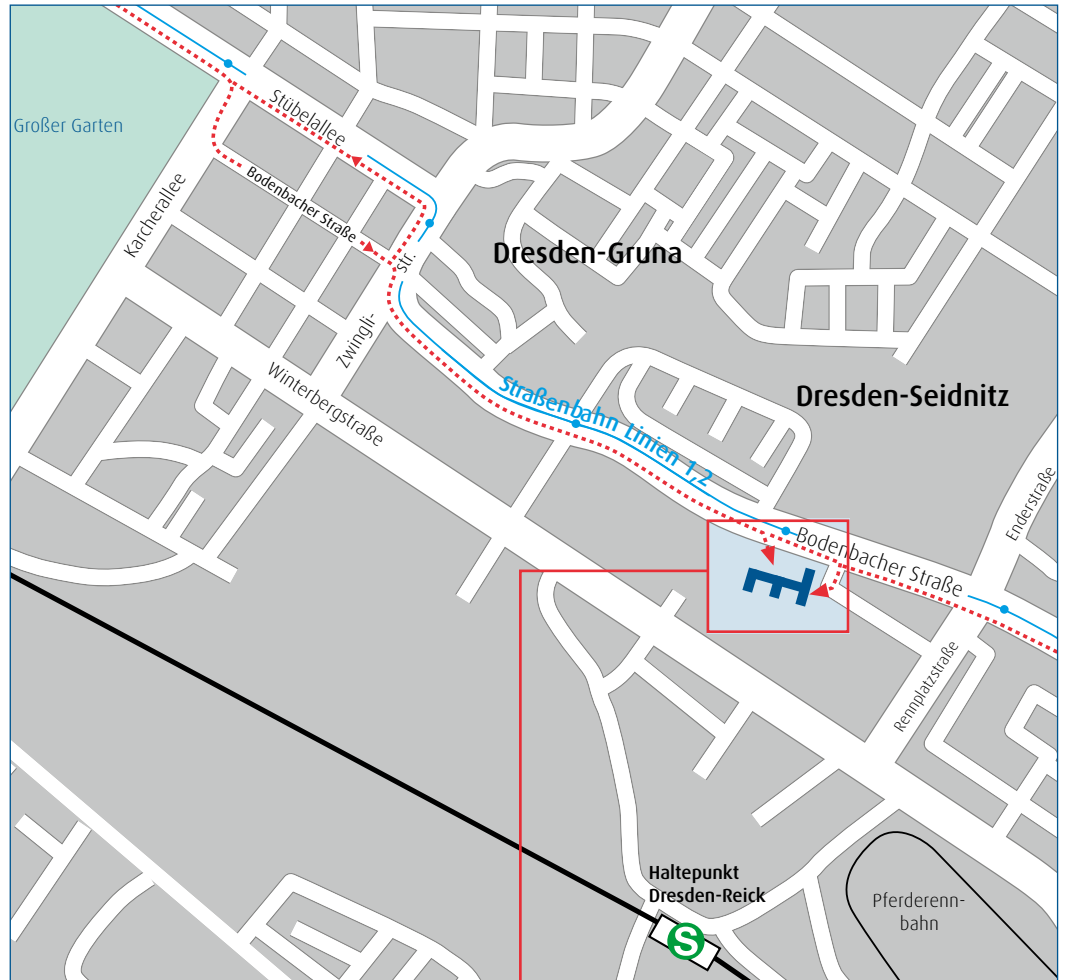 Stübelallee
Großer Garten
Bodenbacher Straße
Karcherallee
Dresden-Gruna
Zwingli-
str.
Winterbergstraße
Straßenbahn Linien 1,2
Dresden-Seidnitz
Enderstraße
Bodenbacher Straße
Rennplatzstraße
Haltepunkt
Dresden-Reick
Pferderenn-
bahn
S